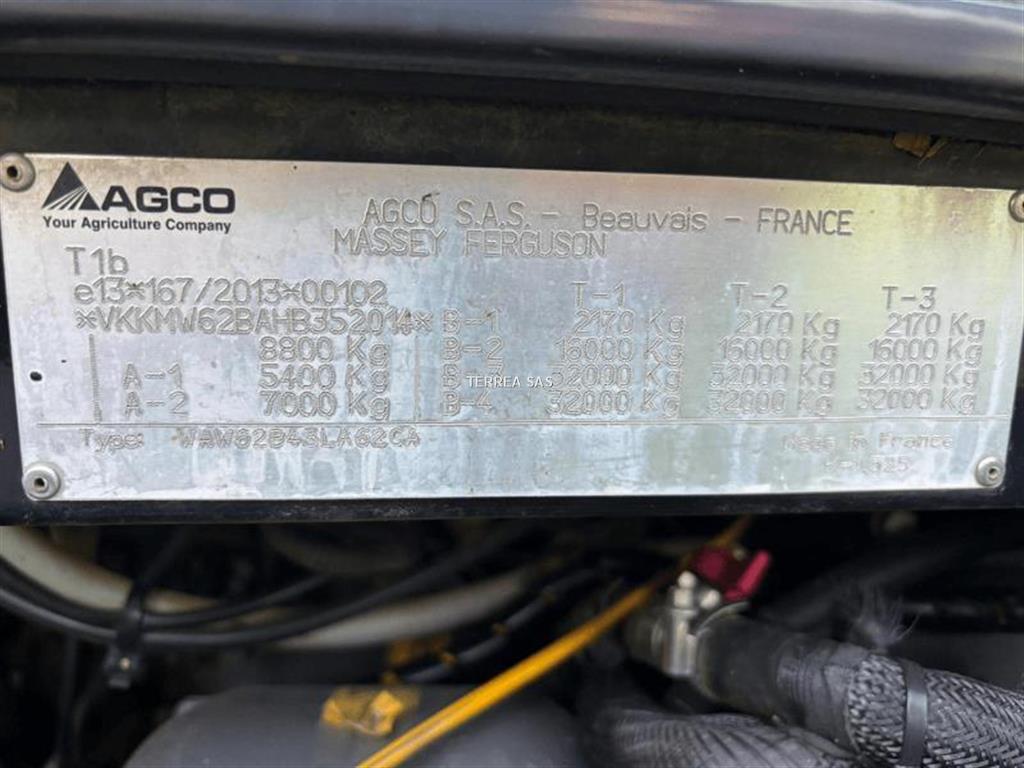 AGCO
Your Agriculture Company
AGCO S.A.S. - Beauvais - FRANCE
MASSEY FERGUSON
T1b
e13*167/2013*00102
T-1 T-2 T-3
*VKKMW62BAHB352014* B-1 2170 Kg 2170 Kg 2170 Kg
8800 Kg B-2 16000 Kg 16000 Kg 16000 Kg
A-1 5400 Kg B-3 32000 Kg 32000 Kg 32000 Kg
TERREA SAS
A-2 7000 Kg B-4 32000 Kg 32000 Kg 32000 Kg
Type: Made in France